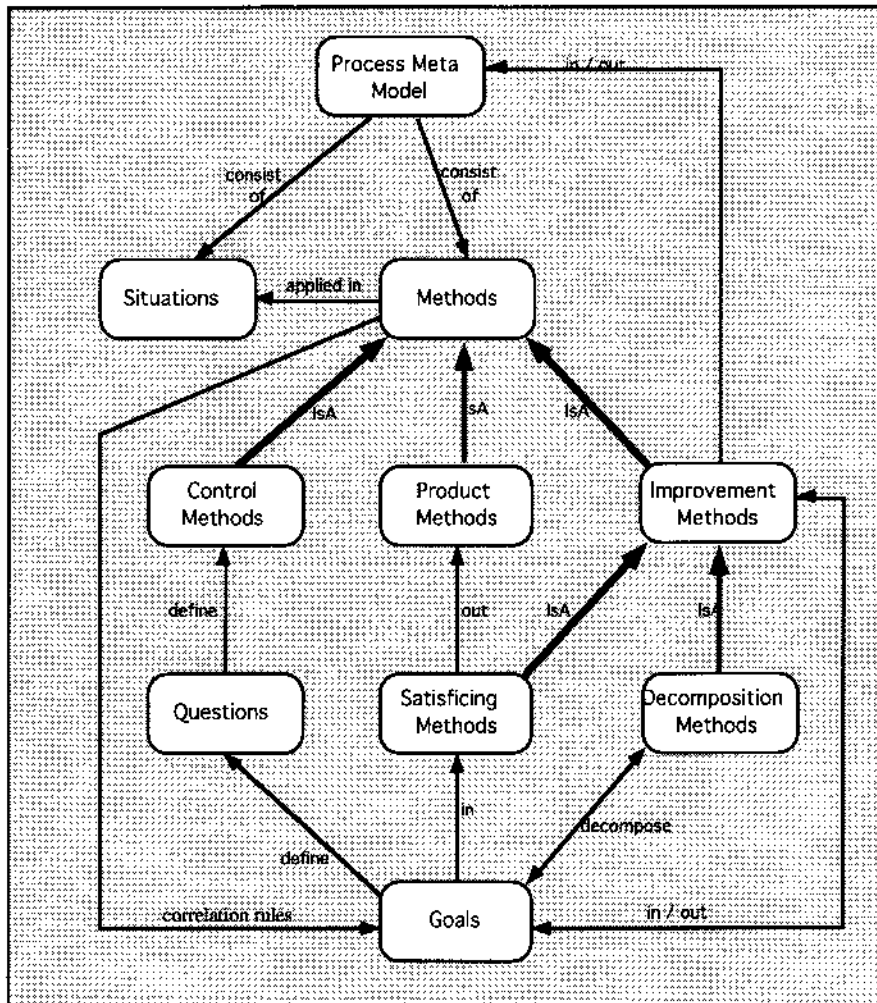 Process Meta
Model
in / out
consist
of
consist
of
Situations
applied in
Methods
IsA
sA
IsA
Control
Methods
Product
Methods
Improvement
Methods
define
out
IsA
IsA
Questions
Satisficing
Methods
Decomposition
Methods
in
decompose
define
correlation rules
Goals
in / out